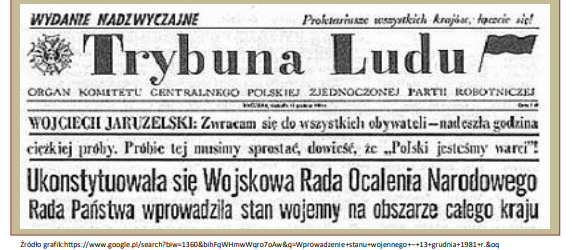 WYDANIE NADZWYCZAJNE
Proletariusze wszystkich krajów, łączcie się!
Trybuna Ludu
ORGAN KOMITETU CENTRALNEGO POLSKIEJ ZJEDNOCZONEJ PARTII ROBOTNICZEJ
WOJCIECH JARUZELSKI: Zwracam się do wszystkich obywateli — nadeszła godzina
ciężkiej próby. Próbie tej musimy sprostać, dowieść, że „Polski jesteśmy warci”!
Ukonstytuowała się Wojskowa Rada Ocalenia Narodowego
Rada Państwa wprowadziła stan wojenny na obszarze całego kraju
Źródło grafik:https://www.google.pl/search?biw=1360&bihFqWHmwWqro7oAw&q=Wprowadzenie+stanu+wojennego+-+13+grudnia+1981+r.&oq